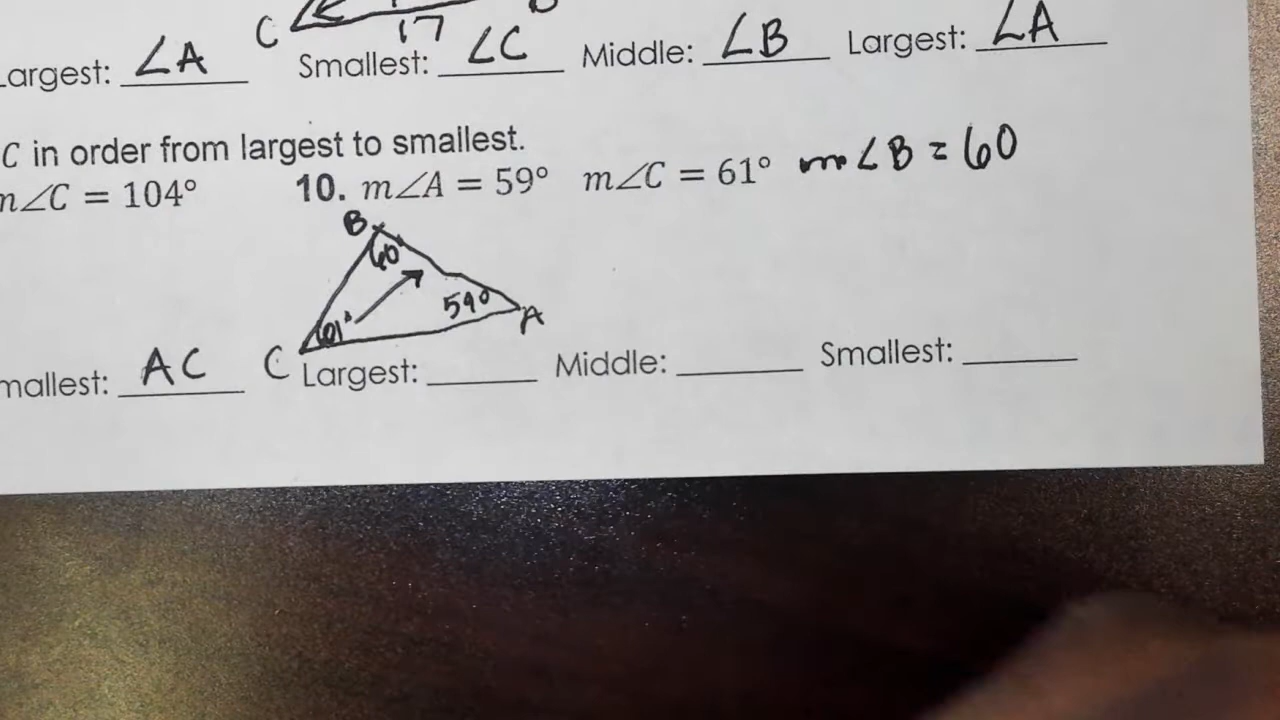 C 17
Largest: ∠A Smallest: ∠C Middle: ∠B Largest: ∠A
C in order from largest to smallest.
m∠C = 104° 10. m∠A = 59° m∠C = 61° m∠B = 60
B
60°
59°
61°
A
mallest: AC C Largest: Middle: Smallest: